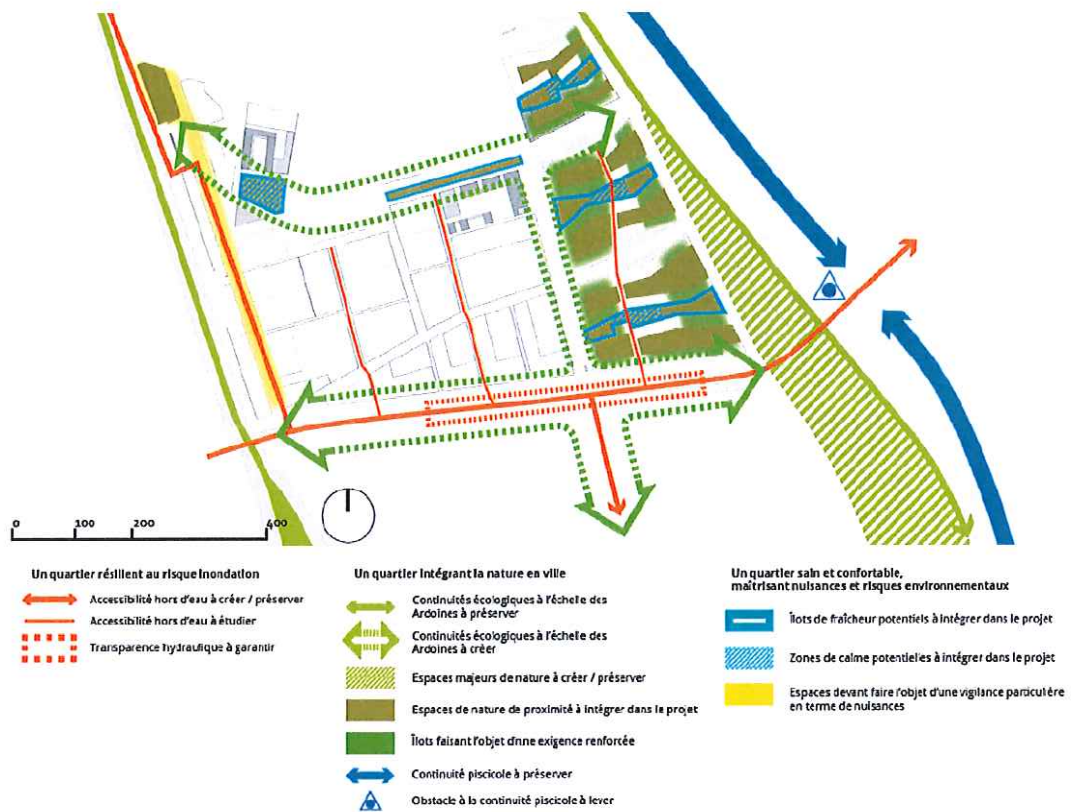 0 100 200 400
Un quartier résilient au risque inondation
Accessibilité hors d'eau à créer / préserver
Accessibilité hors d'eau à étudier
Transparence hydraulique à garantir
Un quartier intégrant la nature en ville
Continuités écologiques à l'échelle des
Ardoines à préserver
Continuités écologiques à l'échelle des
Ardoines à créer
Espaces majeurs de nature à créer / préserver
Espaces de nature de proximité à intégrer dans le projet
Îlots faisant l'objet d'une exigence renforcée
Continuité piscicole à préserver
Obstacle à la continuité piscicole à lever
Un quartier sain et confortable,
maîtrisant nuisances et risques environnementaux
Îlots de fraîcheur potentiels à intégrer dans le projet
Zones de calme potentielles à intégrer dans le projet
Espaces devant faire l'objet d'une vigilance particulière
en terme de nuisances